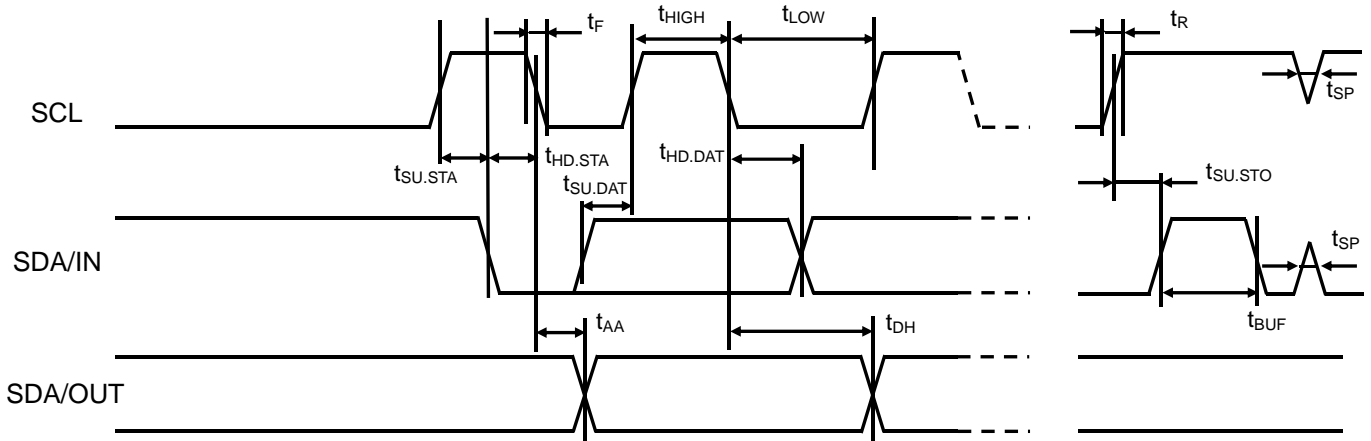 tF
tHIGH
tLOW
tR
SCL
tSP
tSU.STA
tHD.STA
tSU.DAT
tHD.DAT
tSU.STO
SDA/IN
tSP
tAA
tDH
tBUF
SDA/OUT